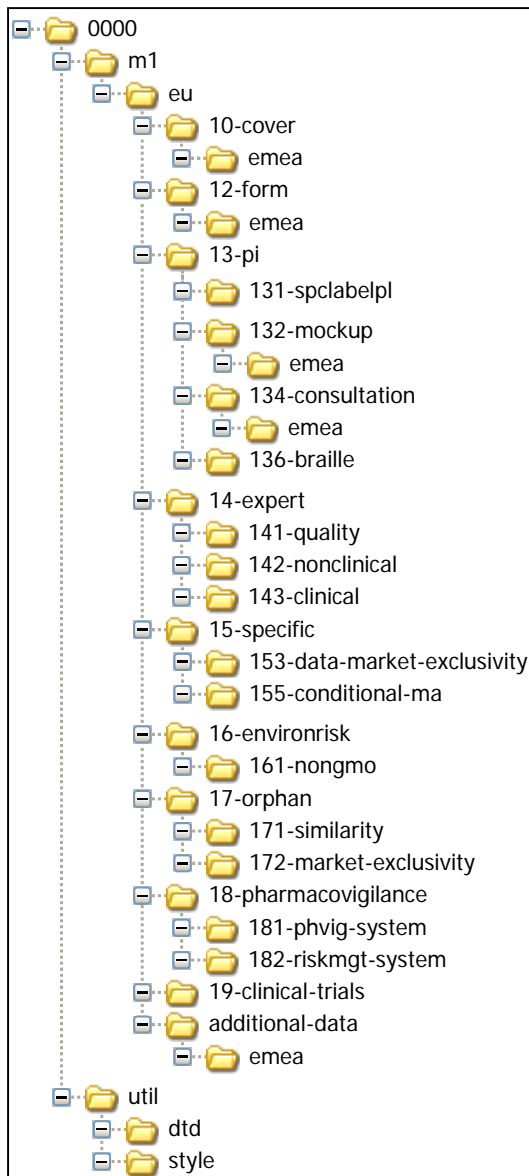 0000
m1
eu
10-cover
emea
12-form
emea
13-pi
131-spclabelpl
132-mockup
emea
134-consultation
emea
136-braille
14-expert
141-quality
142-nonclinical
143-clinical
15-specific
153-data-market-exclusivity
155-conditional-ma
16-environrisk
161-nongmo
17-orphan
171-similarity
172-market-exclusivity
18-pharmacovigilance
181-phvig-system
182-riskmgt-system
19-clinical-trials
additional-data
emea
util
dtd
style